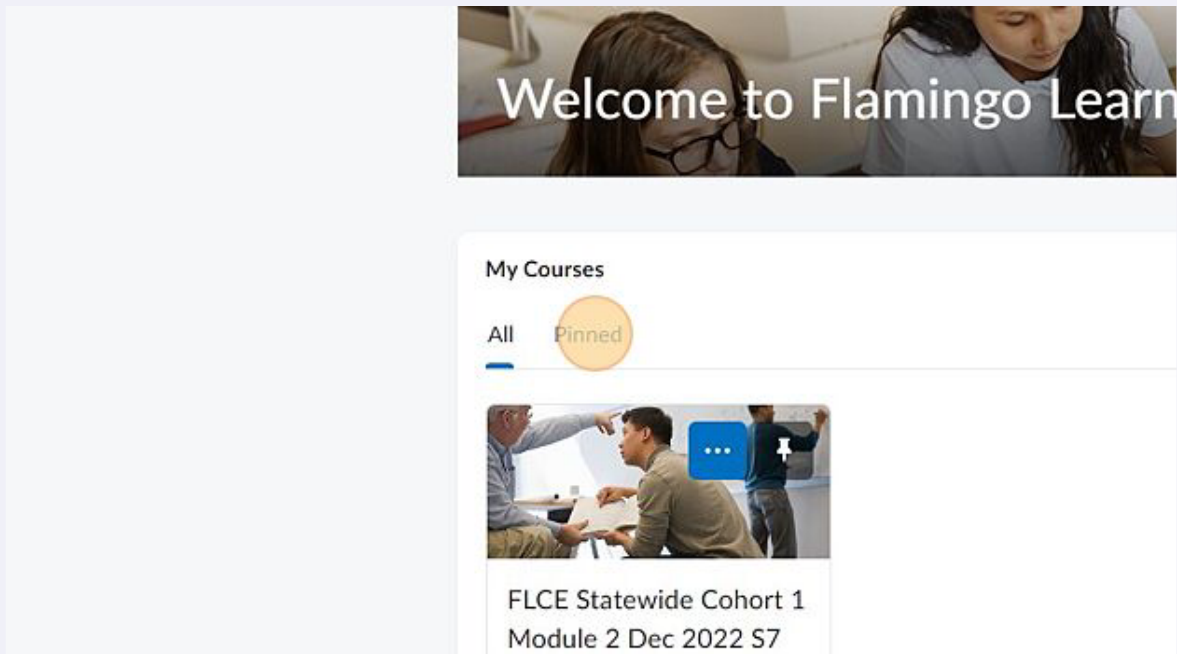 Welcome to Flamingo Learn
My Courses
All Pinned
FLCE Statewide Cohort 1
Module 2 Dec 2022 S7